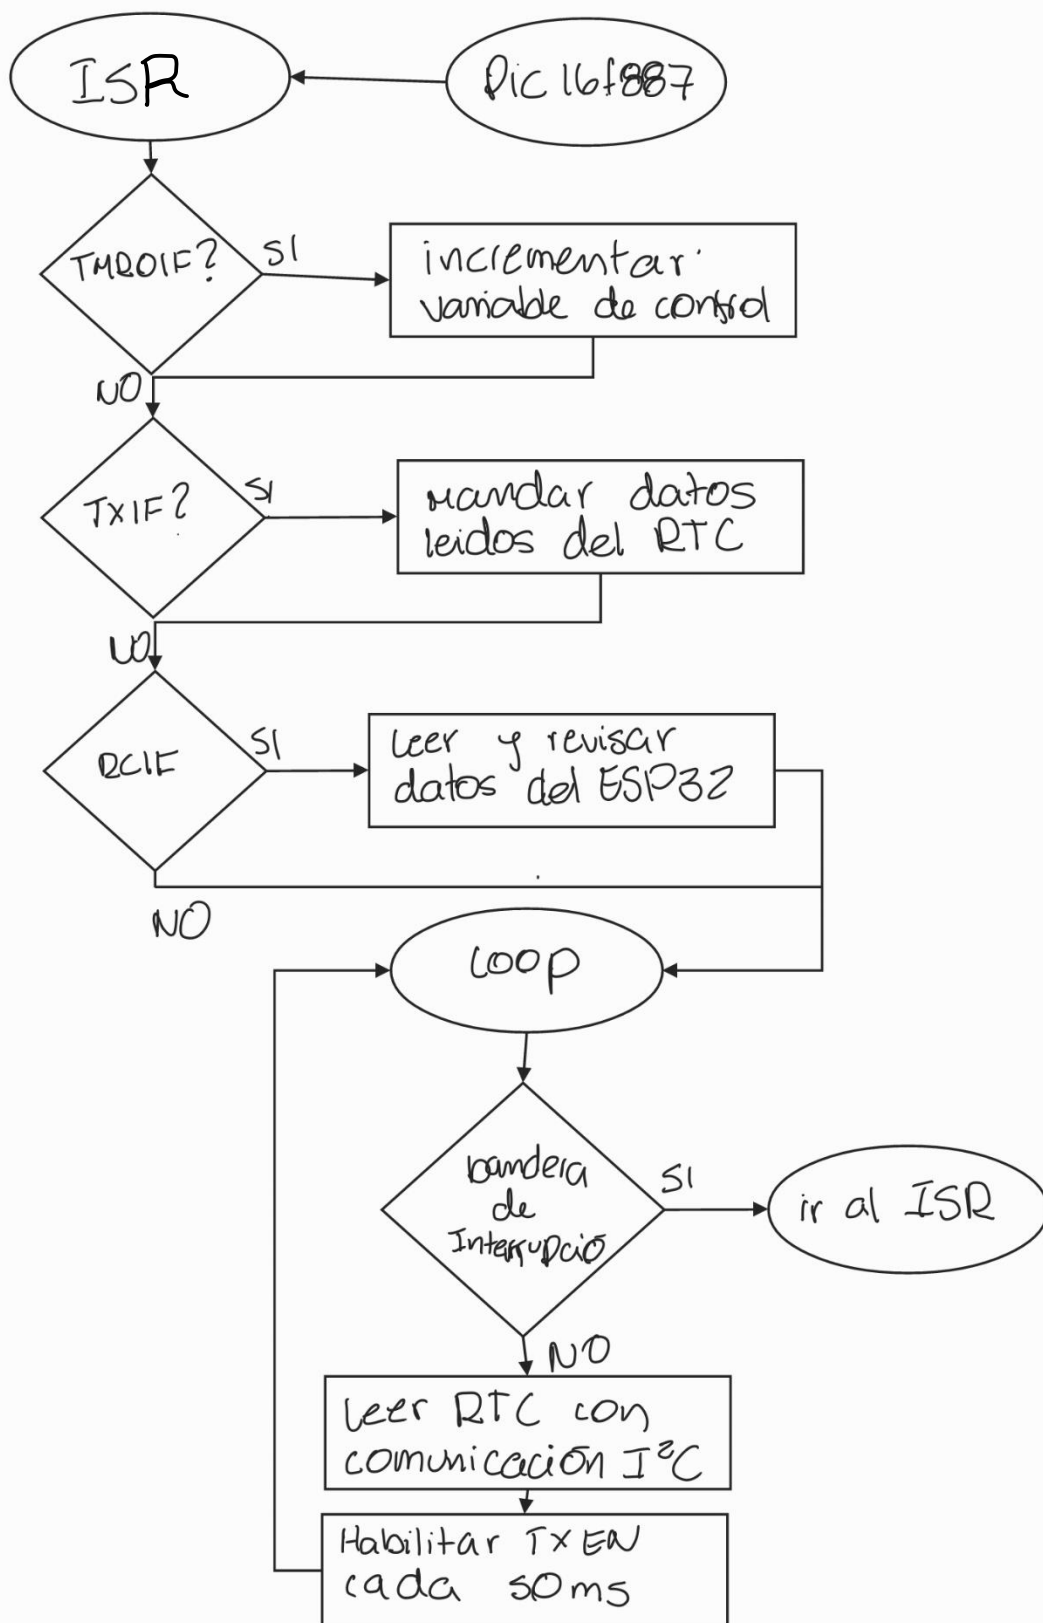 ISR
Pic 16f887
TMR0IF?
SI
incrementar
variable de control
NO
TXIF?
SI
mandar datos
leidos del RTC
NO
RCIF
SI
leer y revisar
datos del ESP32
NO
Loop
bandera
de
Interrupció
SI
ir al ISR
NO
Leer RTC con
comunicación I²C
Habilitar TXEN
cada 50ms